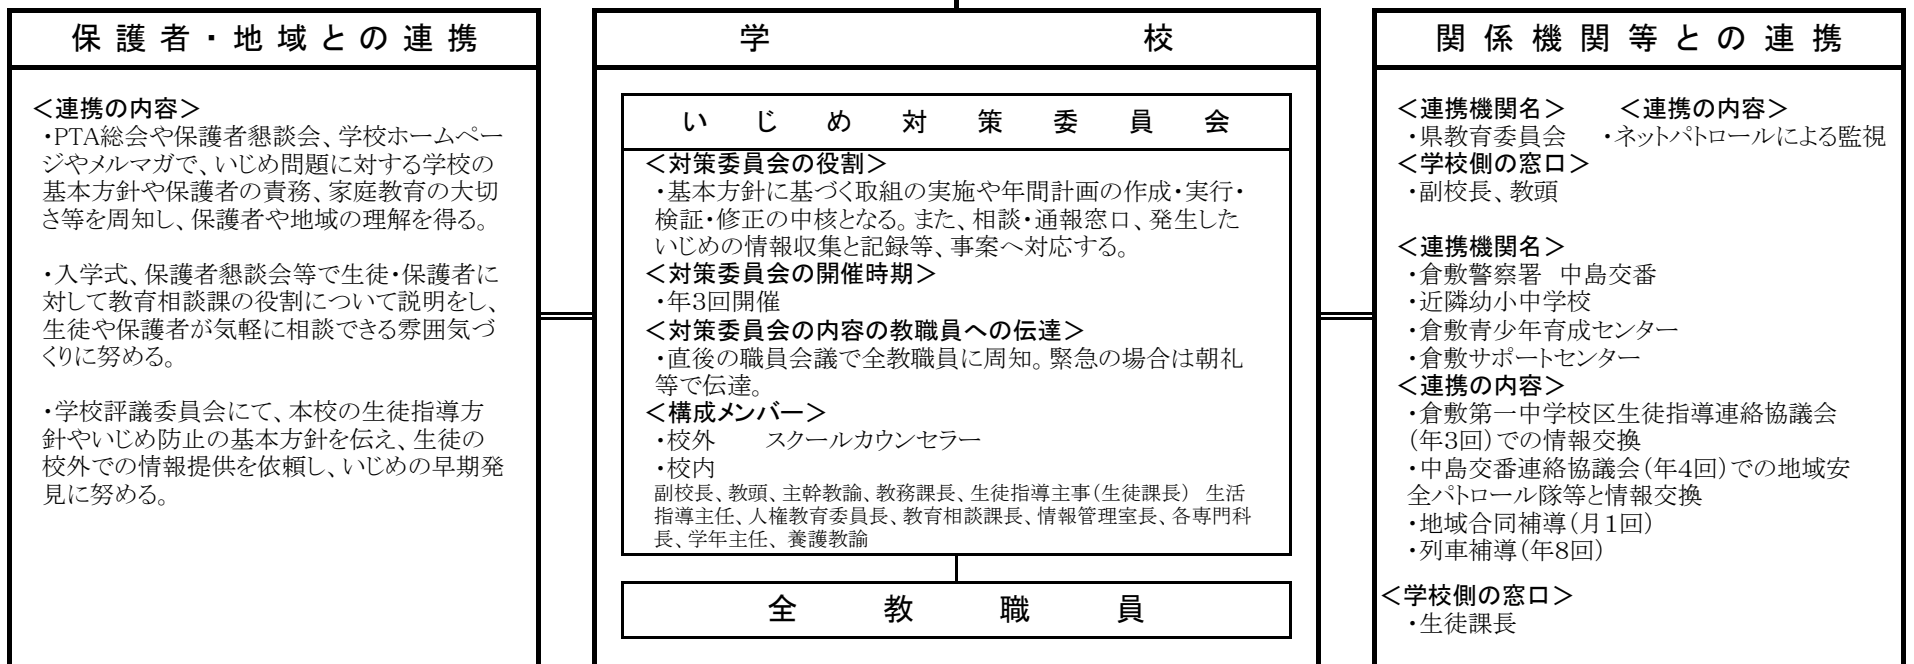 保護者・地域との連携
＜連携の内容＞
・PTA総会や保護者懇談会、学校ホームペー
ジやメルマガで、いじめ問題に対する学校の
基本方針や保護者の責務、家庭教育の大切
さ等を周知し、保護者や地域の理解を得る。
・入学式、保護者懇談会等で生徒・保護者に
対して教育相談課の役割について説明をし、
生徒や保護者が気軽に相談できる雰囲気づ
くりに努める。
・学校評議委員会にて、本校の生徒指導方
針やいじめ防止の基本方針を伝え、生徒の
校外での情報提供を依頼し、いじめの早期発
見に努める。
学校
いじめ対策委員会
＜対策委員会の役割＞
・基本方針に基づく取組の実施や年間計画の作成・実行・
検証・修正の中核となる。また、相談・通報窓口、発生した
いじめの情報収集と記録等、事案へ対応する。
＜対策委員会の開催時期＞
・年3回開催
＜対策委員会の内容の教職員への伝達＞
・直後の職員会議で全教職員に周知。緊急の場合は朝礼
等で伝達。
＜構成メンバー＞
・校外　スクールカウンセラー
・校内
副校長、教頭、主幹教諭、教務課長、生徒指導主事（生徒課長）　生活
指導主任、人権教育委員長、教育相談課長、情報管理室長、各専門科
長、学年主任、養護教諭
全教職員
関係機関等との連携
＜連携機関名＞　＜連携の内容＞
・県教育委員会　・ネットパトロールによる監視
＜学校側の窓口＞
・副校長、教頭
＜連携機関名＞
・倉敷警察署　中島交番
・近隣幼小中学校
・倉敷青少年育成センター
・倉敷サポートセンター
＜連携の内容＞
・倉敷第一中学校区生徒指導連絡協議会
（年3回）での情報交換
・中島交番連絡協議会（年4回）での地域安
全パトロール隊等と情報交換
・地域合同補導（月1回）
・列車補導（年8回）
＜学校側の窓口＞
・生徒課長